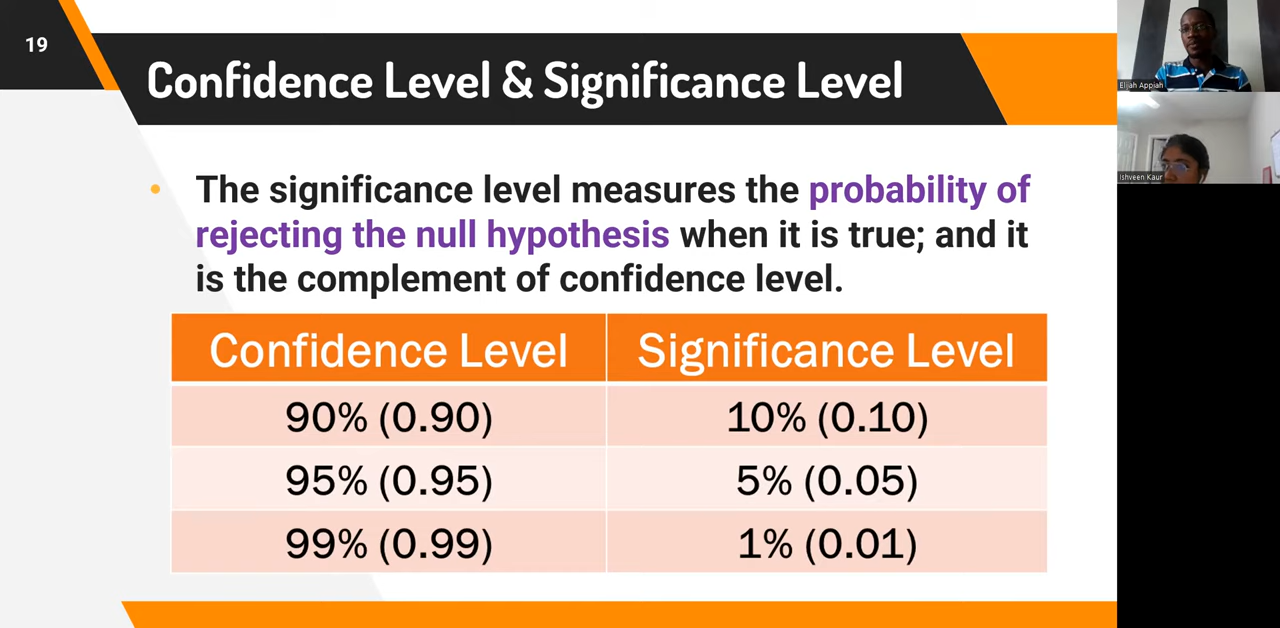 19
Confidence Level & Significance Level
• The significance level measures the probability of
rejecting the null hypothesis when it is true; and it
is the complement of confidence level.
Confidence Level Significance Level
90% (0.90) 10% (0.10)
95% (0.95) 5% (0.05)
99% (0.99) 1% (0.01)
Elijah Appiah
Ishveen Kaur